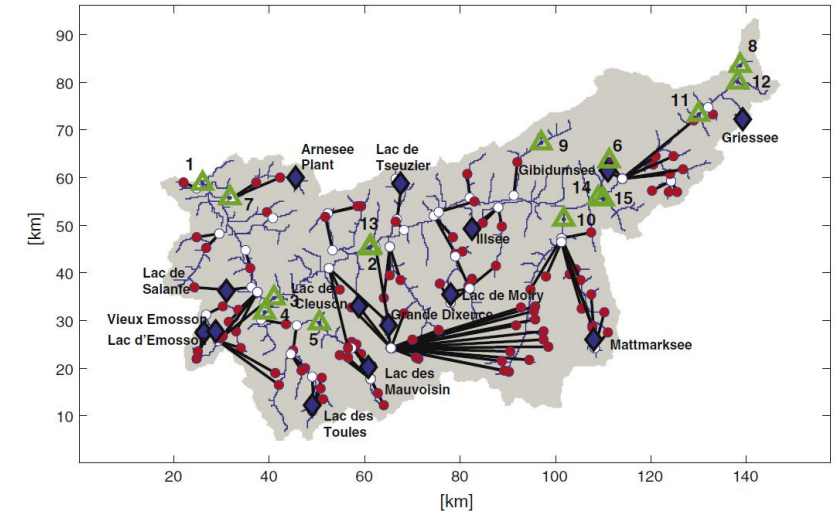 90
80
70
60
50
40
30
20
10
[km]
8
12
11
Griessee
9
6
Gibidumsee
14
15
10
1
7
Arnesee
Plant
Lac de
Tseuzier
13
2
Illsee
Lac de
Salanfe
3
4
Lac de
Cleuson
5
Lac de Moiry
Grande Dixence
Vieux Emosson
Lac d'Emosson
Mattmarksee
Lac des
Mauvoisin
Lac des
Toules
20
40
60
80
100
120
140
[km]